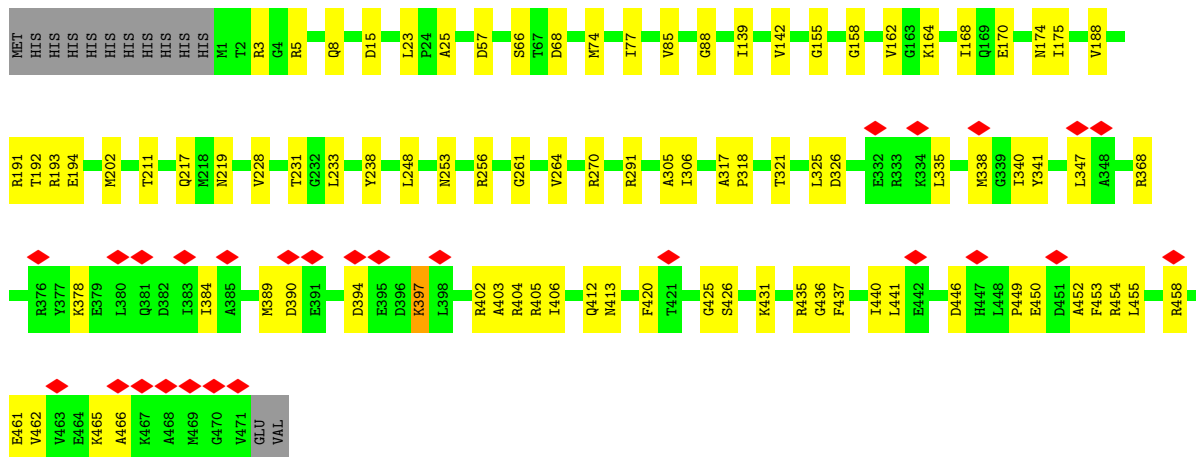 MET HIS HIS HIS HIS HIS HIS HIS HIS HIS HIS M1 T2 R3 G4 R5 Q8 D15 L23 P24 A25 D57 S66 T67 D68 M74 I77 V85 G88 I139 V142 G155 G158 V162 G163 K164 I168 Q169 E170 N174 I175 V188
R191 T192 R193 E194 M202 T211 Q217 M218 N219 V228 T231 G232 L233 Y238 L248 N253 R256 G261 V264 R270 R291 A305 I306 A317 P318 T321 L325 D326 E332 R333 K334 L335 M338 G339 I340 Y341 L347 A348 R368
R376 Y377 K378 E379 L380 Q381 D382 I383 I384 A385 M389 D390 E391 D394 E395 D396 K397 L398 R402 A403 R404 R405 I406 Q412 N413 F420 T421 G425 S426 K431 R435 G436 F437 I440 L441 E442 D446 H447 L448 P449 E450 D451 A452 F453 R454 L455 R458
E461 V462 V463 E464 K465 A466 K467 A468 M469 G470 V471 GLU VAL